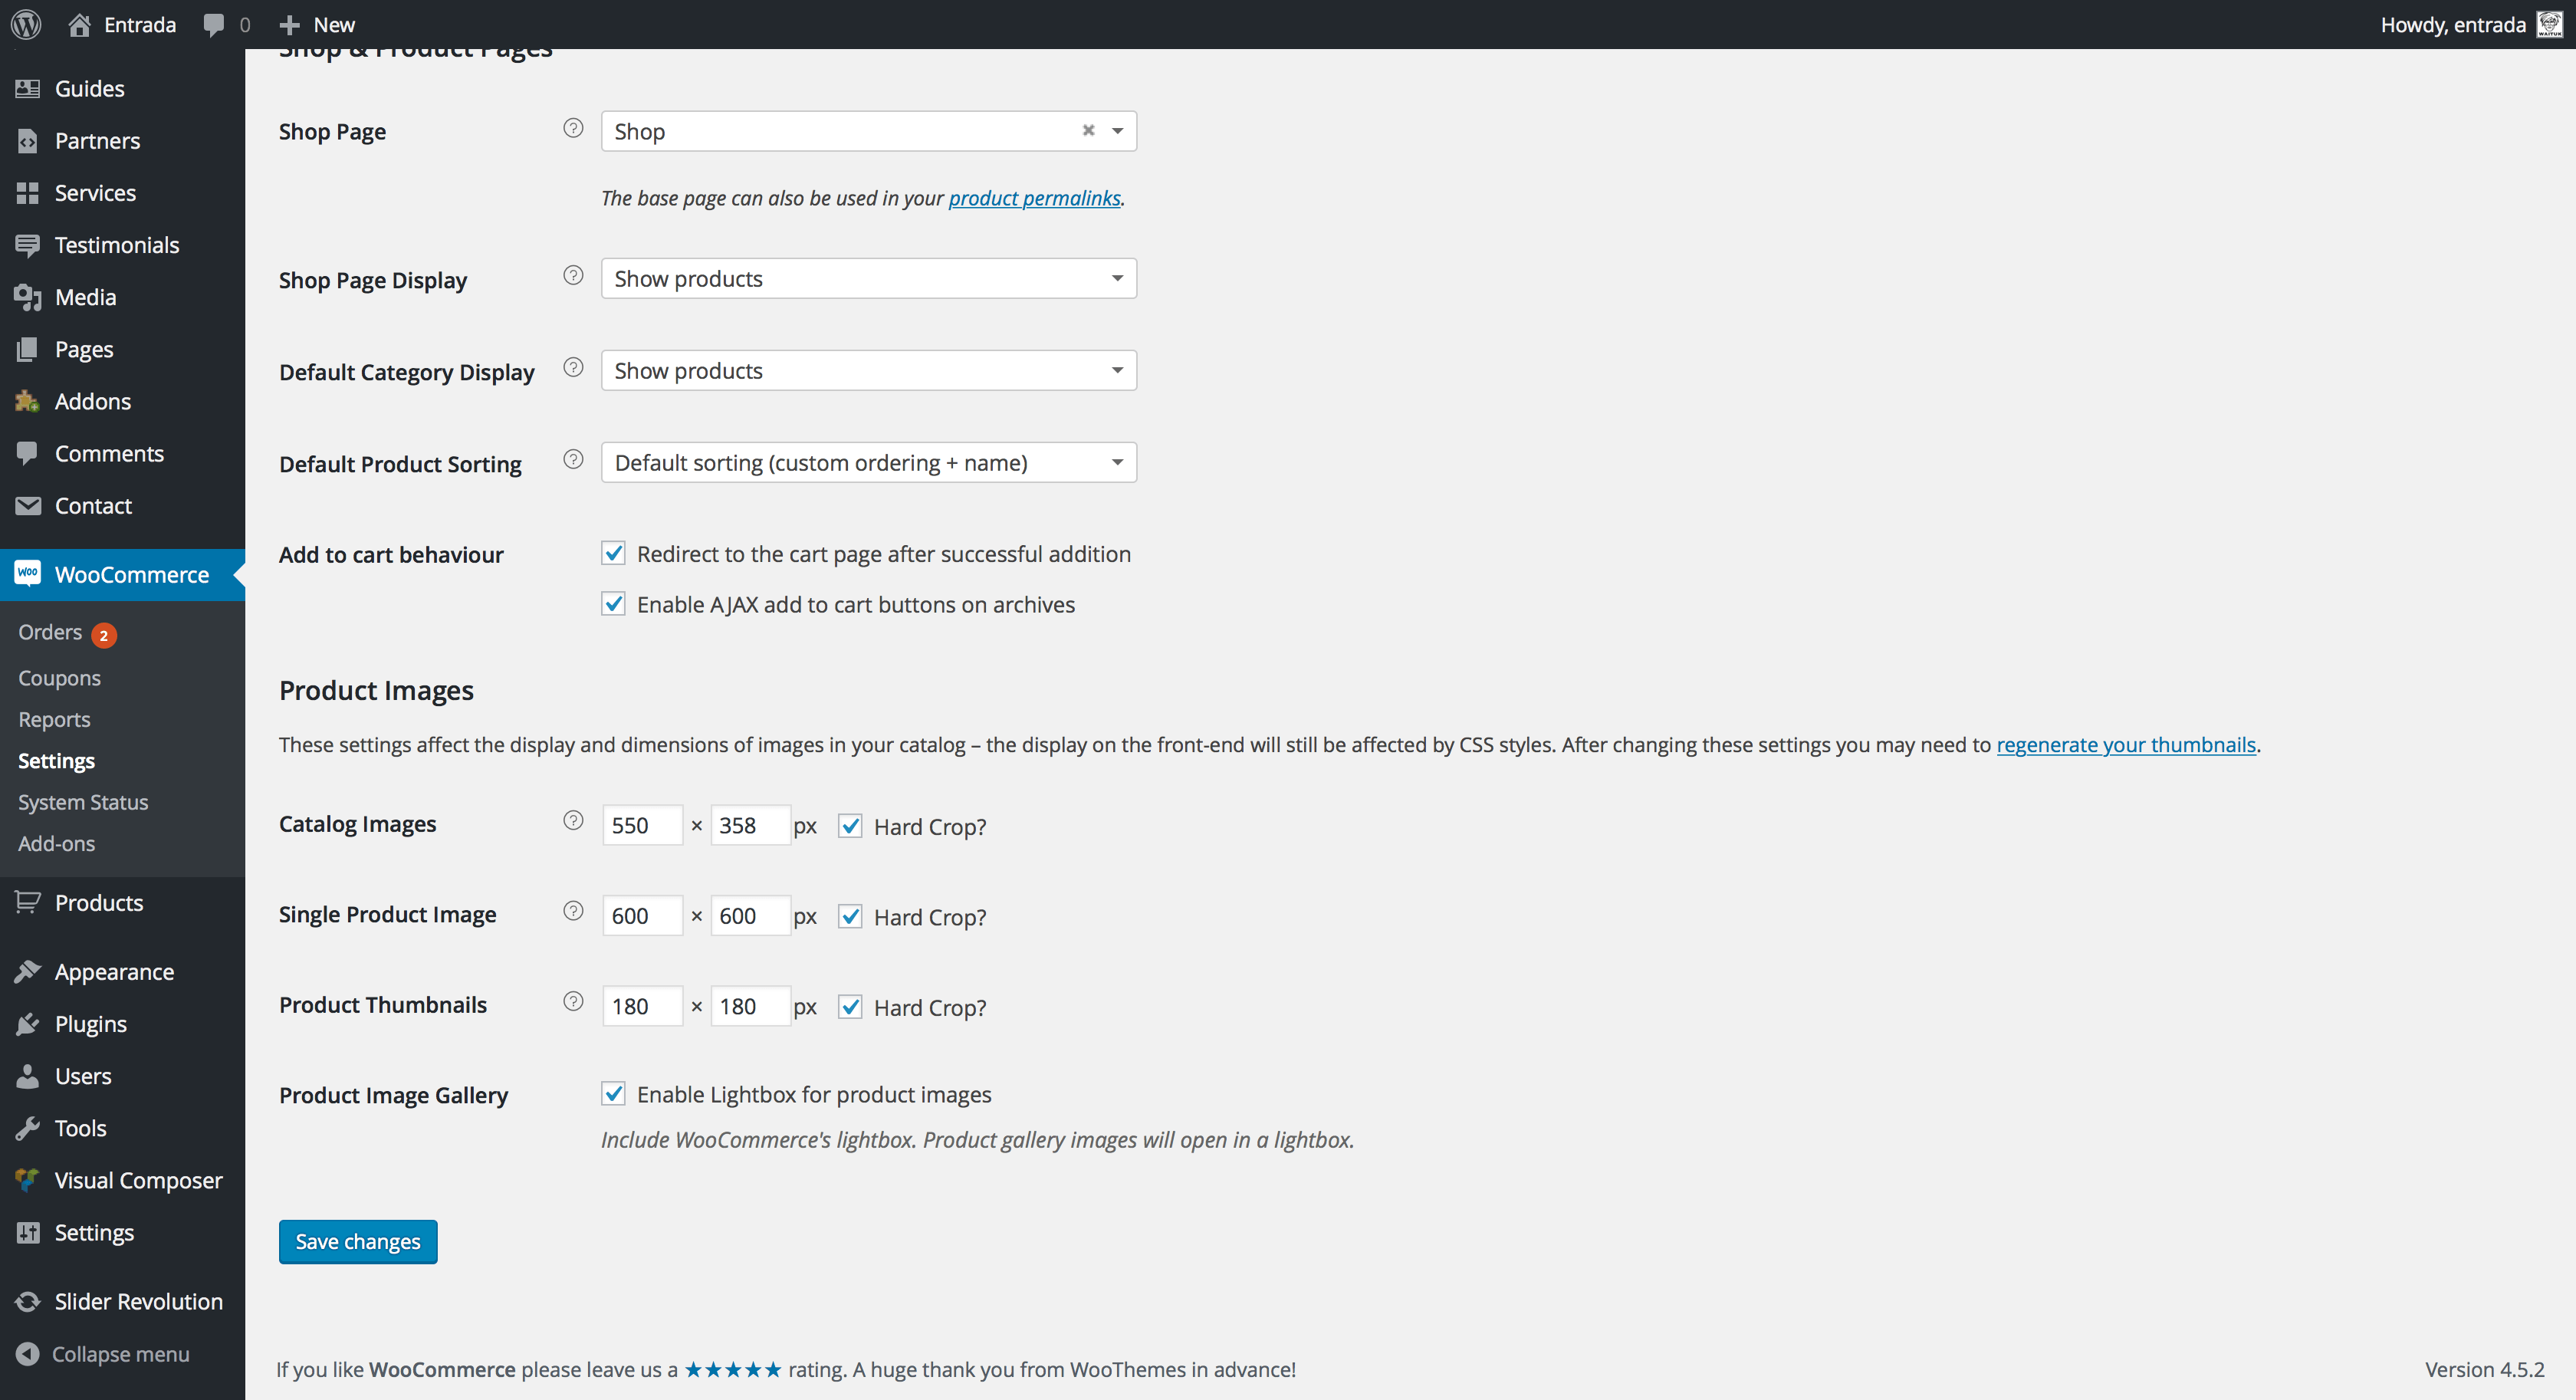 Entrada
0
New
Howdy, entrada
Guides
Partners
Services
Testimonials
Media
Pages
Addons
Comments
Contact
WooCommerce
Orders 2
Coupons
Reports
Settings
System Status
Add-ons
Products
Appearance
Plugins
Users
Tools
Visual Composer
Settings
Slider Revolution
Collapse menu
Shop & Product Pages
Shop Page
? Shop
The base page can also be used in your product permalinks.
Shop Page Display
? Show products
Default Category Display
? Show products
Default Product Sorting
? Default sorting (custom ordering + name)
Add to cart behaviour
Redirect to the cart page after successful addition
Enable AJAX add to cart buttons on archives
Product Images
These settings affect the display and dimensions of images in your catalog – the display on the front-end will still be affected by CSS styles. After changing these settings you may need to regenerate your thumbnails.
Catalog Images ? 550 × 358 px Hard Crop?
Single Product Image ? 600 × 600 px Hard Crop?
Product Thumbnails ? 180 × 180 px Hard Crop?
Product Image Gallery
Enable Lightbox for product images
Include WooCommerce's lightbox. Product gallery images will open in a lightbox.
Save changes
If you like WooCommerce please leave us a ★★★★★ rating. A huge thank you from WooThemes in advance!
Version 4.5.2